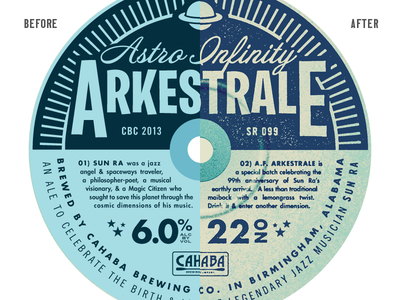 BEFORE
AFTER
Astro Infinity
ARKESTRALE
CBC 2013
SR 099
01) SUN RA was a jazz
angel & spaceways traveler,
a philosopher-poet, a musical
visionary, & a Magic Citizen who
sought to save this planet through the
cosmic dimensions of his music.
02) A.F. ARKESTRALE is
a special batch celebrating the
99th anniversary of Sun Ra's
earthly arrival. A less than traditional
maiback with a lemongrass twist.
Drink it & enter another dimension.
6.0% ALC BY VOL
22 OZ
CAHABA
BREWED BY CAHABA BREWING CO. IN BIRMINGHAM, ALABAMA
AN ALE TO CELEBRATE THE BIRTH & LEGENDARY JAZZ MUSICIAN SUN RA